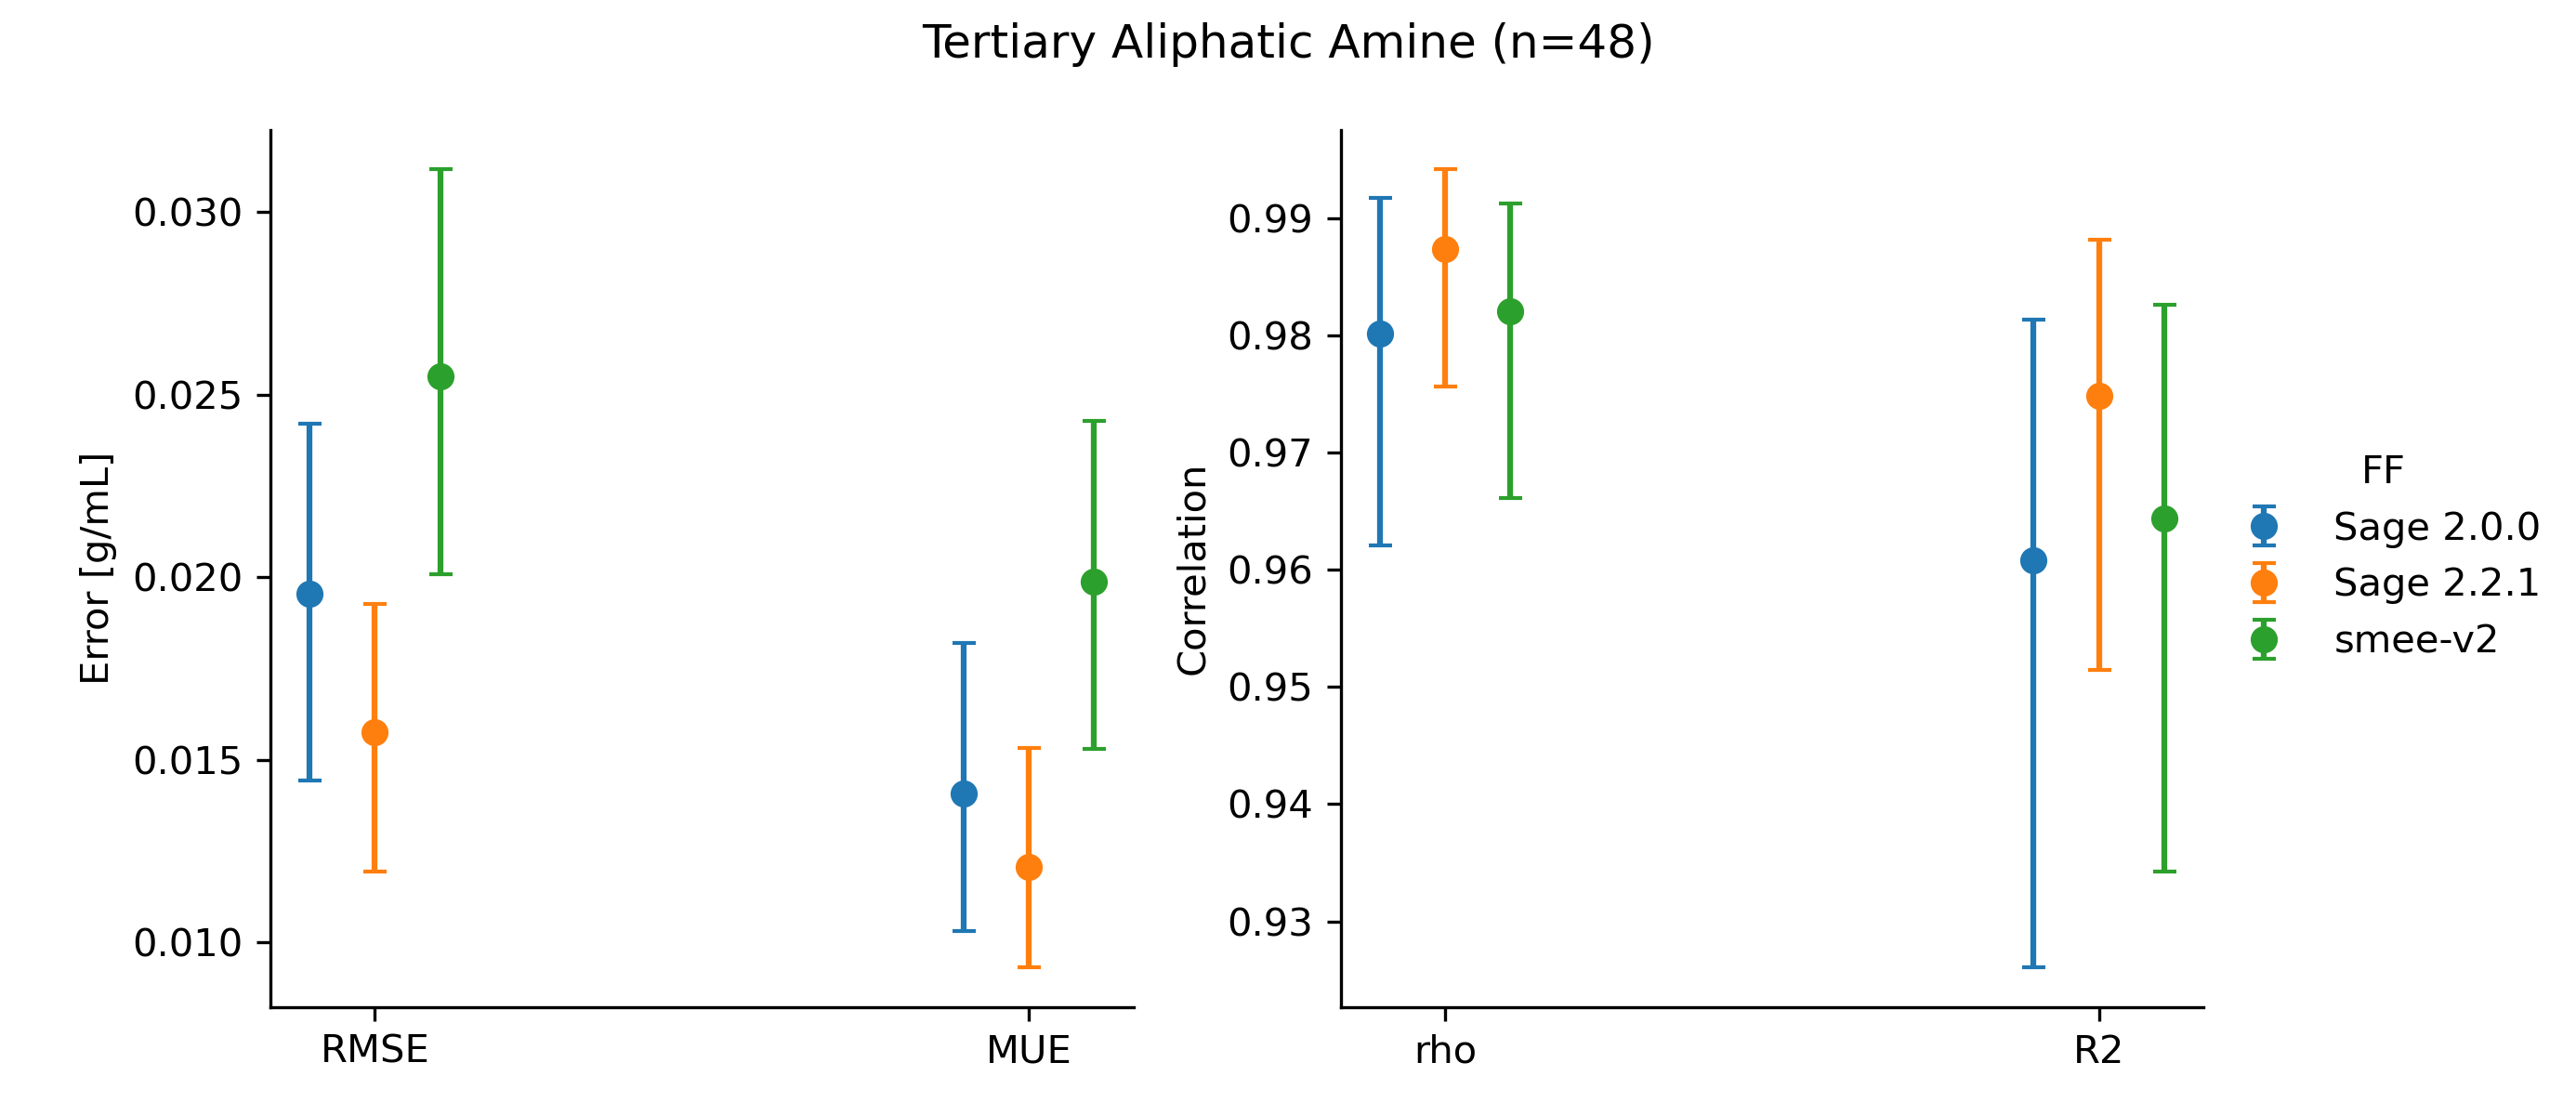 Tertiary Aliphatic Amine (n=48)
Error [g/mL]
0.030
0.025
0.020
0.015
0.010
RMSE
MUE
Correlation
0.99
0.98
0.97
0.96
0.95
0.94
0.93
rho
R2
FF
Sage 2.0.0
Sage 2.2.1
smee-v2